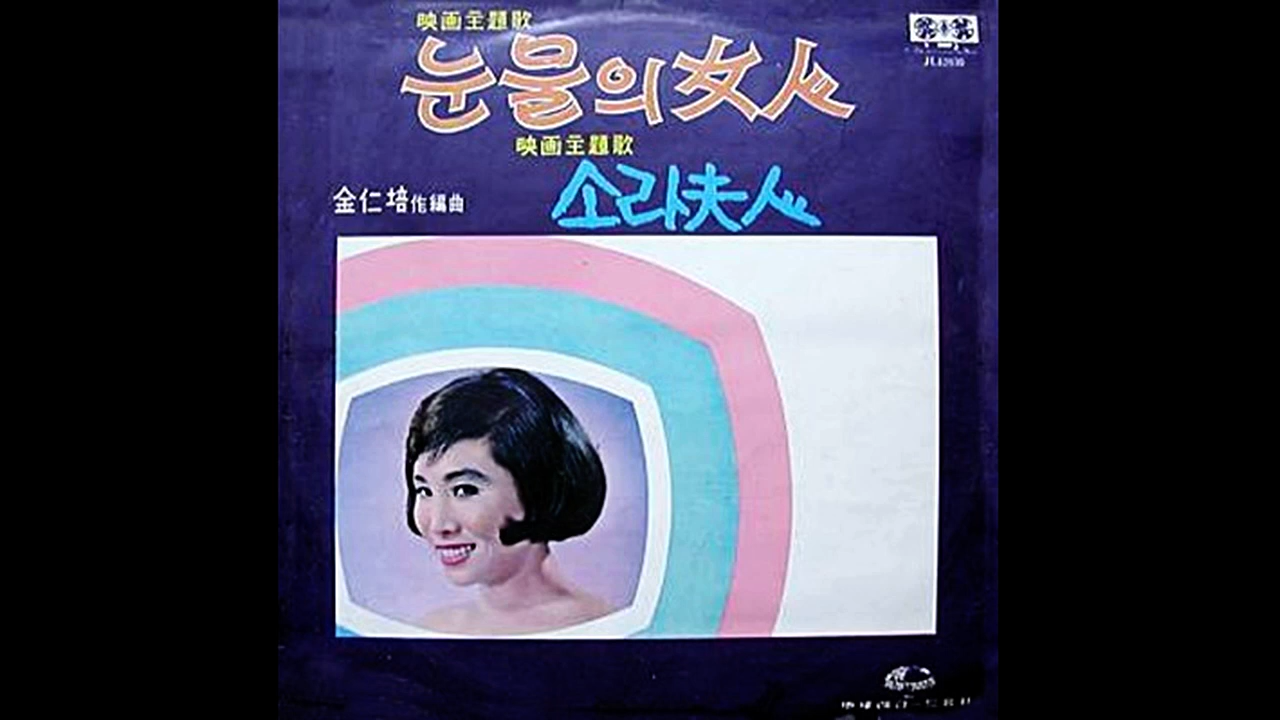 映画主題歌
눈물의 女人
映画主題歌
소라 夫人
金仁培作編曲